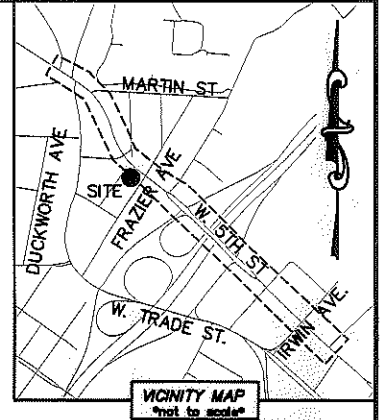 MARTIN ST
DUCKWORTH AVE
FRAZIER AVE
SITE
W. 5TH ST
W. TRADE ST.
IRWIN AVE.
VICINITY MAP
*not to scale*